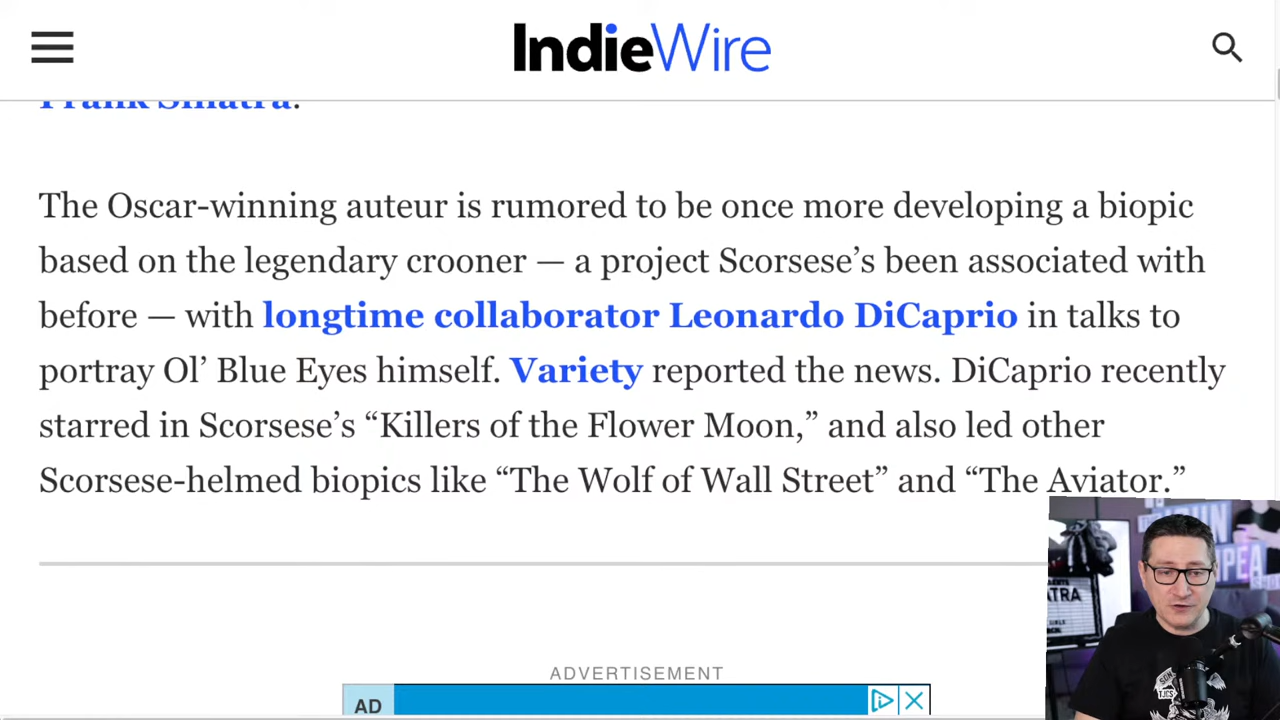 IndieWire
Frank Sinatra.
The Oscar-winning auteur is rumored to be once more developing a biopic
based on the legendary crooner — a project Scorsese’s been associated with
before — with longtime collaborator Leonardo DiCaprio in talks to
portray Ol’ Blue Eyes himself. Variety reported the news. DiCaprio recently
starred in Scorsese’s “Killers of the Flower Moon,” and also led other
Scorsese-helmed biopics like “The Wolf of Wall Street” and “The Aviator.”
ADVERTISEMENT
AD